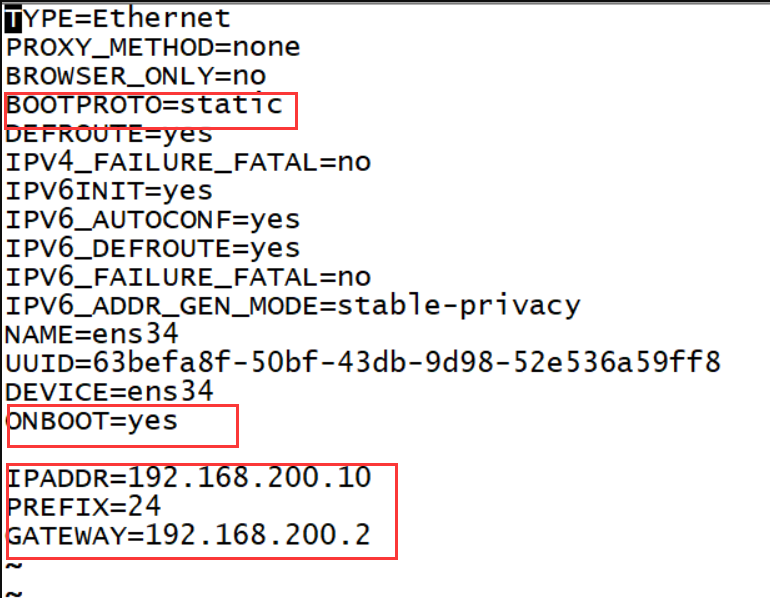 TYPE=Ethernet
PROXY_METHOD=none
BROWSER_ONLY=no
BOOTPROTO=static
DEFROUTE=yes
IPV4_FAILURE_FATAL=no
IPV6INIT=yes
IPV6_AUTOCONF=yes
IPV6_DEFROUTE=yes
IPV6_FAILURE_FATAL=no
IPV6_ADDR_GEN_MODE=stable-privacy
NAME=ens34
UUID=63befa8f-50bf-43db-9d98-52e536a59ff8
DEVICE=ens34
ONBOOT=yes
IPADDR=192.168.200.10
PREFIX=24
GATEWAY=192.168.200.2
~
~